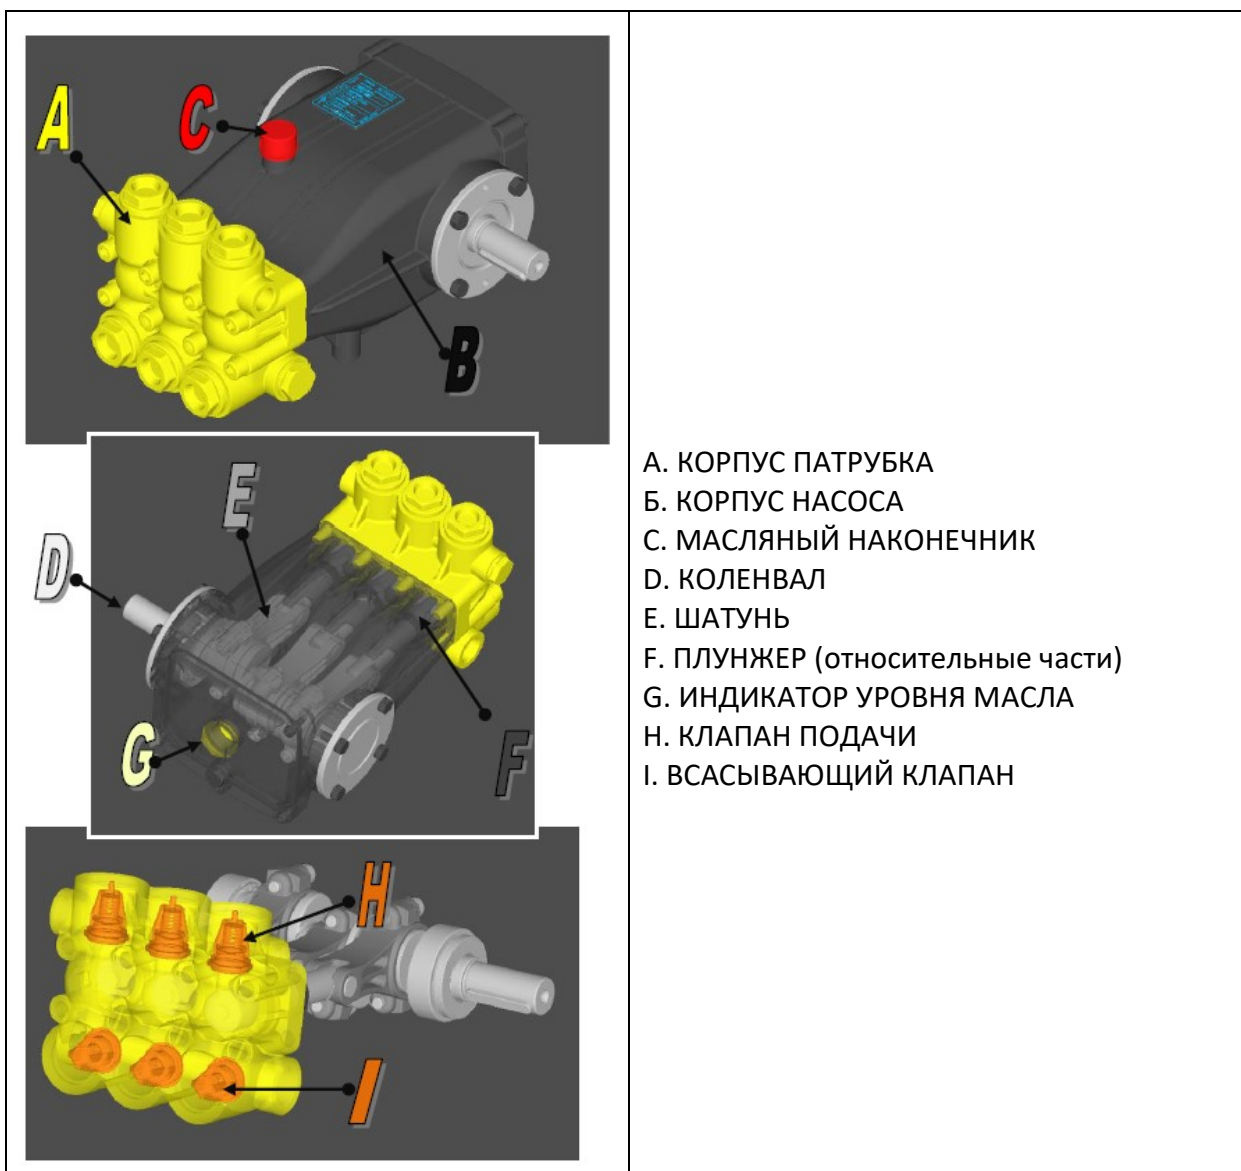 A
C
B
E
D
G
F
H
I
A. КОРПУС ПАТРУБКА
Б. КОРПУС НАСОСА
C. МАСЛЯНЫЙ НАКОНЕЧНИК
D. КОЛЕНВАЛ
E. ШАТУНЬ
F. ПЛУНЖЕР (относительные части)
G. ИНДИКАТОР УРОВНЯ МАСЛА
H. КЛАПАН ПОДАЧИ
I. ВСАСЫВАЮЩИЙ КЛАПАН